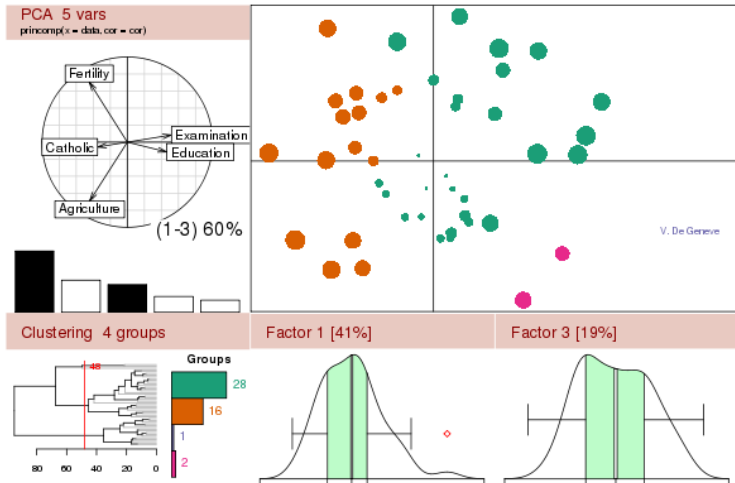 PCA 5 vars
princomp(x = data, cor = cor)
Fertility
Catholic
Examination
Education
Agriculture
(1-3) 60%
V. De Geneve
Clustering 4 groups
Factor 1 [41%]
Factor 3 [19%]
48
Groups
28
16
1
2
80 60 40 20 0